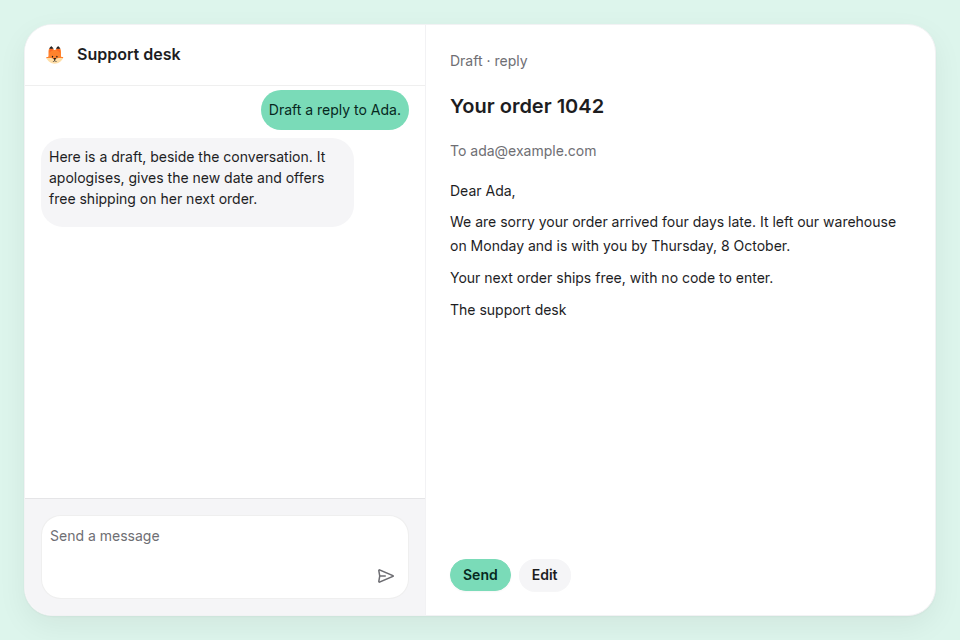 Support desk
Draft a reply to Ada.
Here is a draft, beside the conversation. It
apologises, gives the new date and offers
free shipping on her next order.
Send a message
Draft · reply
Your order 1042
To ada@example.com
Dear Ada,
We are sorry your order arrived four days late. It left our warehouse
on Monday and is with you by Thursday, 8 October.
Your next order ships free, with no code to enter.
The support desk
Send
Edit